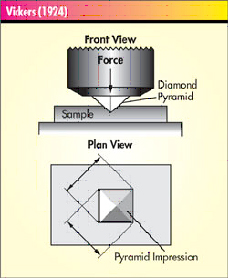 Vickers (1924)
Front View
Force
Diamond
Pyramid
Sample
Plan View
Pyramid Impression